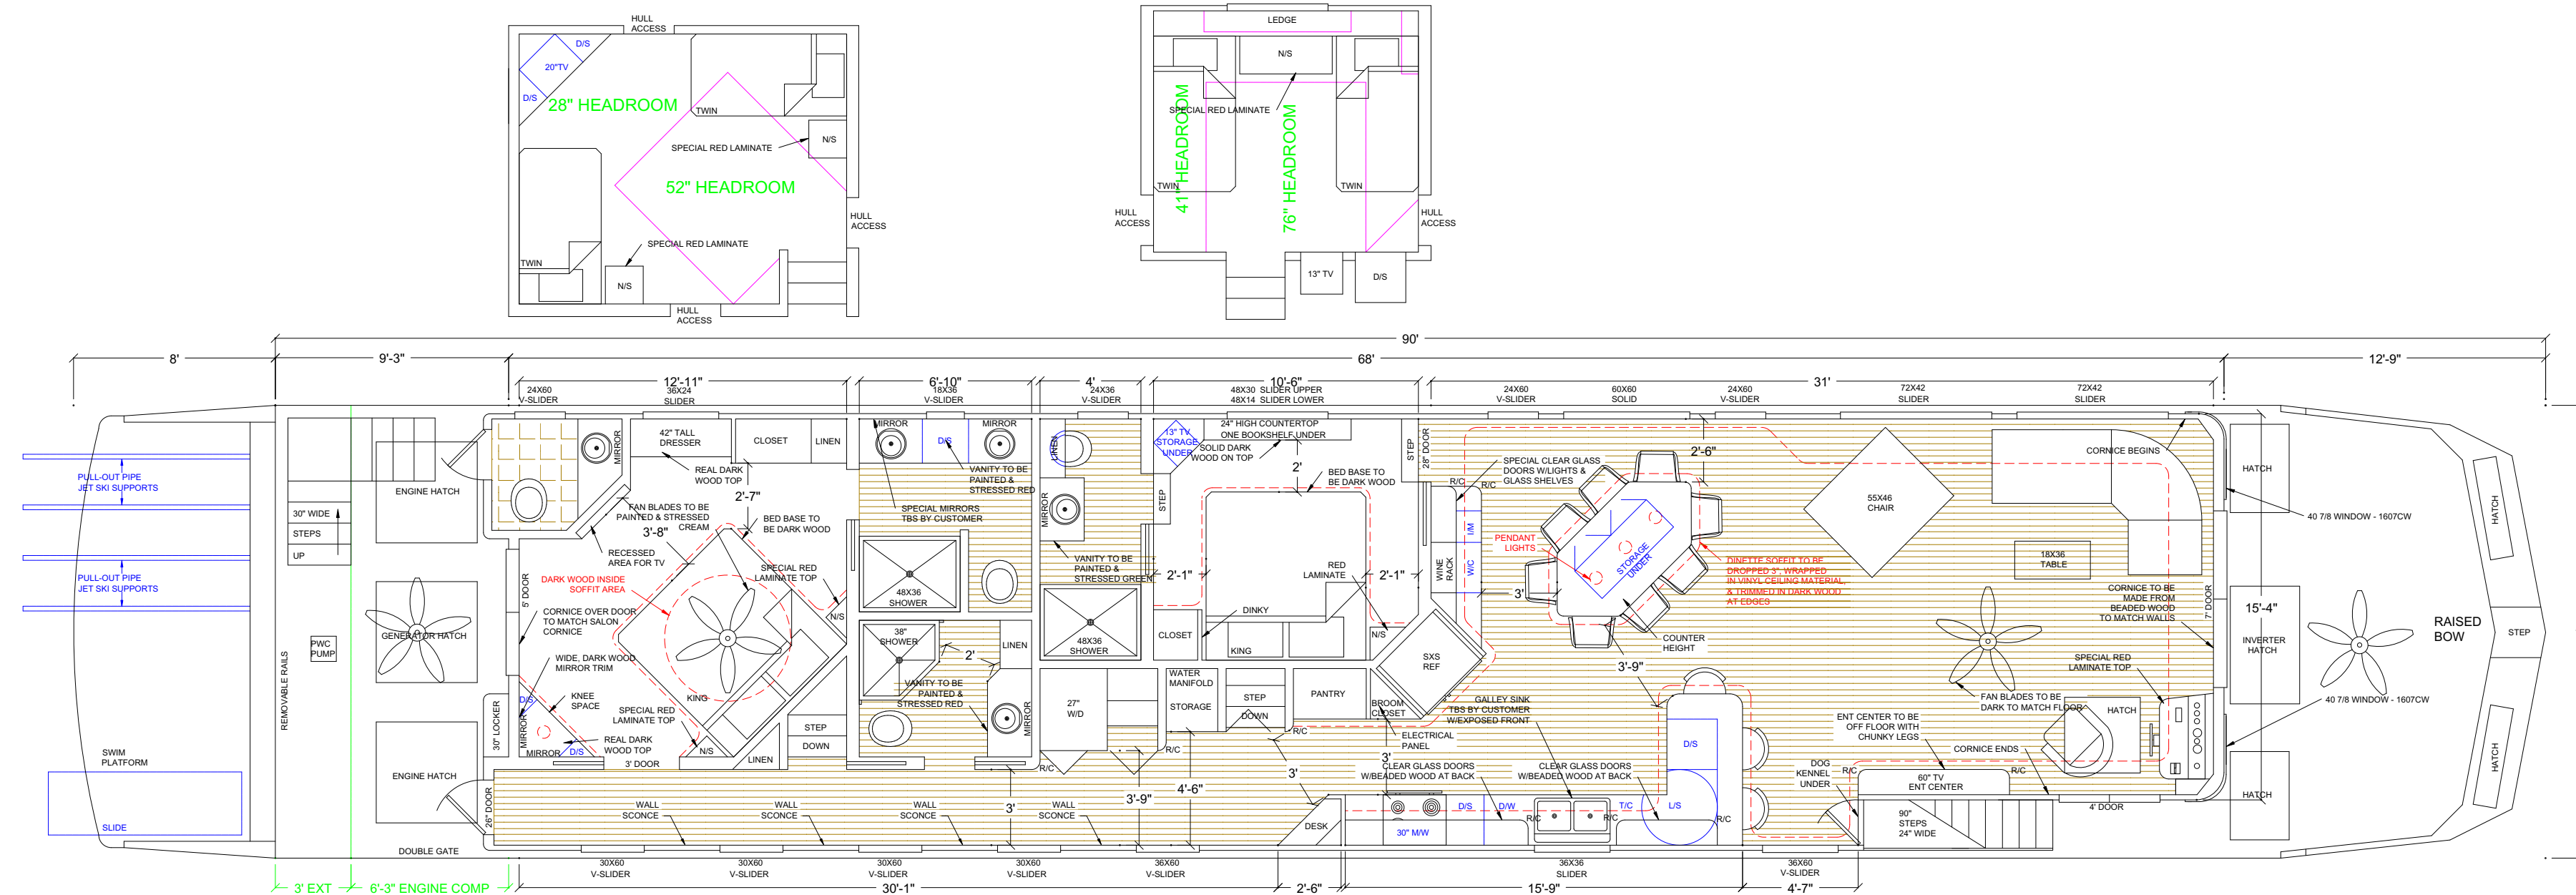 HULL
ACCESS
D/S
20"TV
D/S
28" HEADROOM
TWIN
SPECIAL RED LAMINATE
N/S
52" HEADROOM
HULL
ACCESS
SPECIAL RED LAMINATE
TWIN
N/S
HULL
ACCESS
LEDGE
N/S
SPECIAL RED LAMINATE
41" HEADROOM
76" HEADROOM
TWIN
TWIN
HULL
ACCESS
HULL
ACCESS
13" TV
D/S
90'
8'
9'-3"
68'
12'-9"
12'-11"
6'-10"
4'
10'-6"
31'
24X60
V-SLIDER
36X24
SLIDER
18X36
V-SLIDER
24X36
V-SLIDER
48X30 SLIDER UPPER
48X14 SLIDER LOWER
24X60
V-SLIDER
60X60
SOLID
24X60
V-SLIDER
72X42
SLIDER
72X42
SLIDER
PULL-OUT PIPE
JET SKI SUPPORTS
PULL-OUT PIPE
JET SKI SUPPORTS
SWIM
PLATFORM
SLIDE
REMOVABLE RAILS
30" WIDE
STEPS
UP
PWC
PUMP
ENGINE HATCH
GENERATOR HATCH
ENGINE HATCH
30" LOCKER
26" DOOR
DOUBLE GATE
3' EXT
6'-3" ENGINE COMP
MIRROR
42" TALL
DRESSER
CLOSET
LINEN
REAL DARK
WOOD TOP
2'-7"
FAN BLADES TO BE
PAINTED & STRESSED
CREAM
3'-8"
BED BASE TO
BE DARK WOOD
RECESSED
AREA FOR TV
5' DOOR
DARK WOOD INSIDE
SOFFIT AREA
SPECIAL RED
LAMINATE TOP
N/S
CORNICE OVER DOOR
TO MATCH SALON
CORNICE
WIDE, DARK WOOD
MIRROR TRIM
D/S
KNEE
SPACE
KING
SPECIAL RED
LAMINATE TOP
MIRROR
REAL DARK
WOOD TOP
MIRROR
D/S
N/S
3' DOOR
LINEN
STEP
DOWN
MIRROR
D/S
MIRROR
VANITY TO BE
PAINTED &
STRESSED RED
SPECIAL MIRRORS
TBS BY CUSTOMER
48X36
SHOWER
38"
SHOWER
2'
LINEN
VANITY TO BE
PAINTED &
STRESSED RED
MIRROR
LINEN
MIRROR
VANITY TO BE
PAINTED &
STRESSED GREEN
48X36
SHOWER
27"
W/D
R/C
13" TV
STORAGE
UNDER
24" HIGH COUNTERTOP
ONE BOOKSHELF UNDER
SOLID DARK
WOOD ON TOP
2'
STEP
28" DOOR
BED BASE TO
BE DARK WOOD
STEP
2'-1"
RED
LAMINATE
2'-1"
DINKY
CLOSET
KING
N/S
WATER
MANIFOLD
STORAGE
STEP
DOWN
PANTRY
BROOM
CLOSET
SXS
REF
R/C
R/C
ELECTRICAL
PANEL
3'
3'
3'
3'-9"
4'-6"
WALL
SCONCE
WALL
SCONCE
WALL
SCONCE
WALL
SCONCE
DESK
SPECIAL CLEAR GLASS
DOORS W/LIGHTS &
GLASS SHELVES
R/C
R/C
I/M
WINE
RACK
W/C
3'
PENDANT
LIGHTS
STORAGE
UNDER
2'-6"
DINETTE SOFFIT TO BE
DROPPED 3", WRAPPED
IN VINYL CEILING MATERIAL,
& TRIMMED IN DARK WOOD
AT EDGES
COUNTER
HEIGHT
3'-9"
GALLEY SINK
TBS BY CUSTOMER
W/EXPOSED FRONT
CLEAR GLASS DOORS
W/BEADED WOOD AT BACK
CLEAR GLASS DOORS
W/BEADED WOOD AT BACK
30" M/W
D/S
D/W
R/C
R/C
T/C
L/S
D/S
R/C
55X46
CHAIR
CORNICE BEGINS
18X36
TABLE
CORNICE TO BE
MADE FROM
BEADED WOOD
TO MATCH WALLS
7' DOOR
SPECIAL RED
LAMINATE TOP
FAN BLADES TO BE
DARK TO MATCH FLOOR
HATCH
ENT CENTER TO BE
OFF FLOOR WITH
CHUNKY LEGS
CORNICE ENDS
DOG
KENNEL
UNDER
R/C
60" TV
ENT CENTER
R/C
90"
STEPS
24" WIDE
4' DOOR
HATCH
40 7/8 WINDOW - 1607CW
15'-4"
INVERTER
HATCH
40 7/8 WINDOW - 1607CW
HATCH
RAISED
BOW
STEP
HATCH
HATCH
30X60
V-SLIDER
30X60
V-SLIDER
30X60
V-SLIDER
30X60
V-SLIDER
36X60
V-SLIDER
36X36
SLIDER
36X60
V-SLIDER
30'-1"
2'-6"
15'-9"
4'-7"